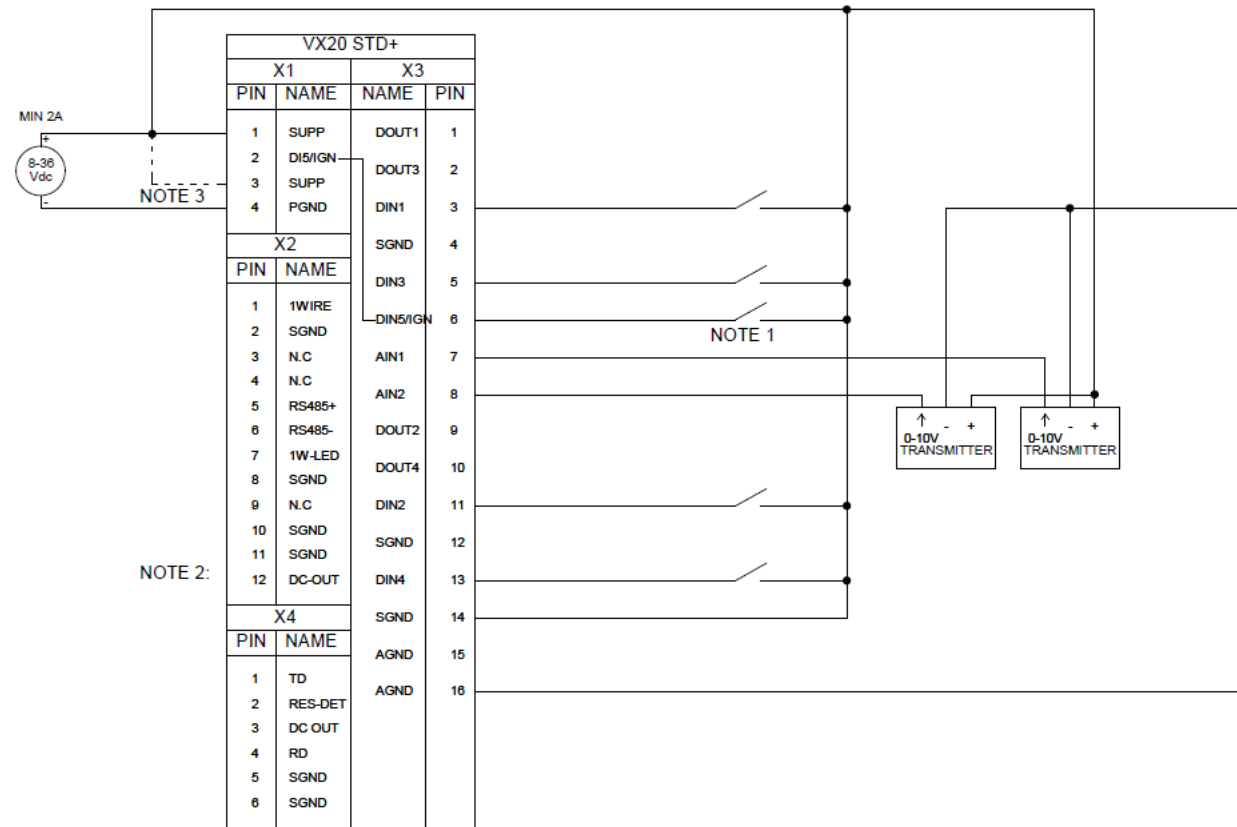 VX20 STD+
X1 X3
PIN NAME NAME PIN
MIN 2A
+
8-36
Vdc
-
NOTE 3
1 SUPP
2 DI5/IGN
3 SUPP
4 PGND
X2
PIN NAME
1 1WIRE
2 SGND
3 N.C
4 N.C
5 RS485+
6 RS485-
7 1W-LED
8 SGND
9 N.C
10 SGND
11 SGND
12 DC-OUT
NOTE 2:
X4
PIN NAME
1 TD
2 RES-DET
3 DC OUT
4 RD
5 SGND
6 SGND
DOUT1 1
DOUT3 2
DIN1 3
SGND 4
DIN3 5
DIN5/IGN 6
AIN1 7
AIN2 8
DOUT2 9
DOUT4 10
DIN2 11
SGND 12
DIN4 13
SGND 14
AGND 15
AGND 16
NOTE 1
↑ - +
0-10V
TRANSMITTER
↑ - +
0-10V
TRANSMITTER